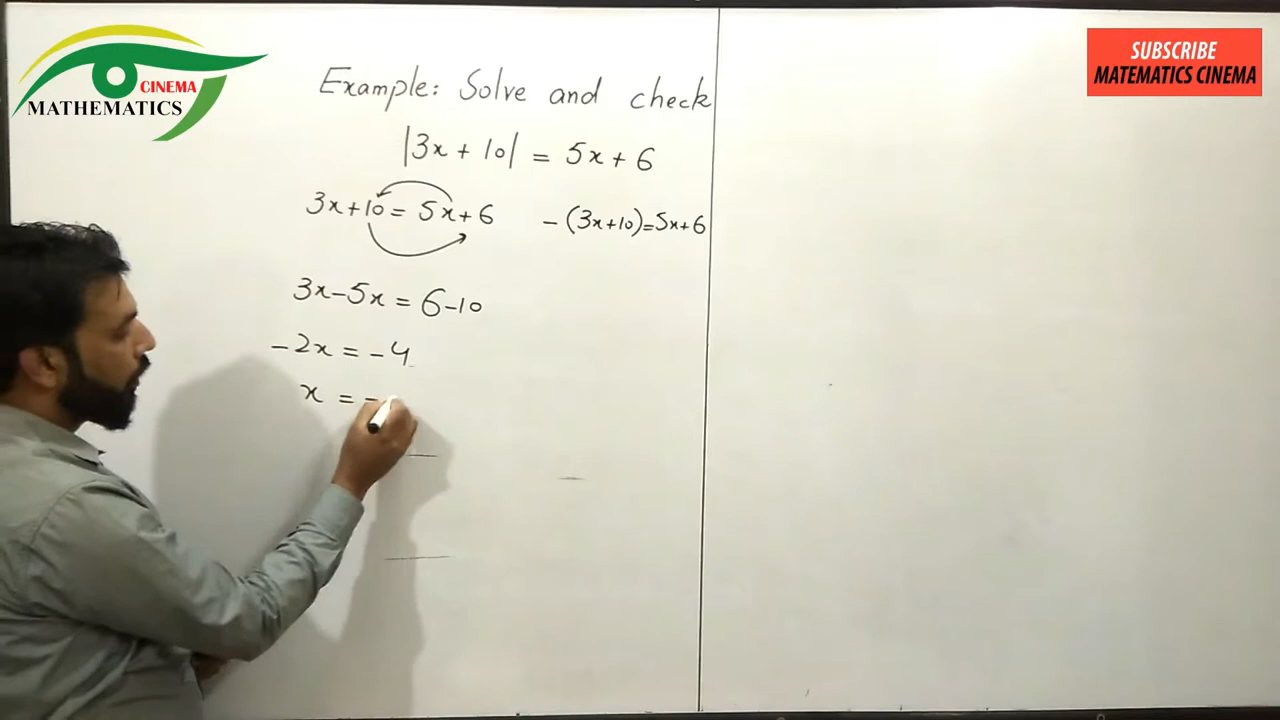 CINEMA
MATHEMATICS
SUBSCRIBE
MATEMATICS CINEMA
Example: Solve and check
|3x + 10| = 5x + 6
3x+10 = 5x+6
-(3x+10)=5x+6
3x-5x = 6-10
-2x = -4
x = -